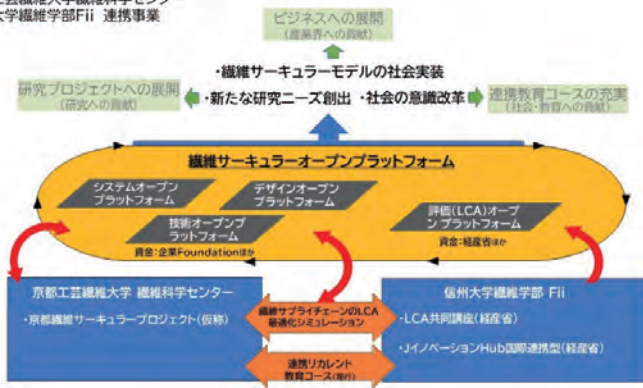 工芸繊維大学繊維科学センター
大学繊維学部Fii 連携事業
ビジネスへの展開
(産業界への貢献)
・繊維サーキュラーモデルの社会実装
研究プロジェクトへの展開
(研究への貢献)
・新たな研究ニーズ創出 ・社会の意識改革
連携教育コースの充実
(社会・教育への貢献)
繊維サーキュラーオープンプラットフォーム
システムオープン
プラットフォーム
デザインオープン
プラットフォーム
技術オープンプ
ラットフォーム
資金:企業Foundationほか
評価(LCA)オープ
ン プラットフォーム
資金:経産省ほか
京都工芸繊維大学 繊維科学センター
・京都繊維サーキュラープロジェクト(仮称)
繊維サプライチェーンのLCA
最適化シミュレーション
連携リカレント
教育コース(現行)
信州大学繊維学部 Fii
・LCA共同講座(経産省)
・JイノベーションHub国際連携型(経産省)